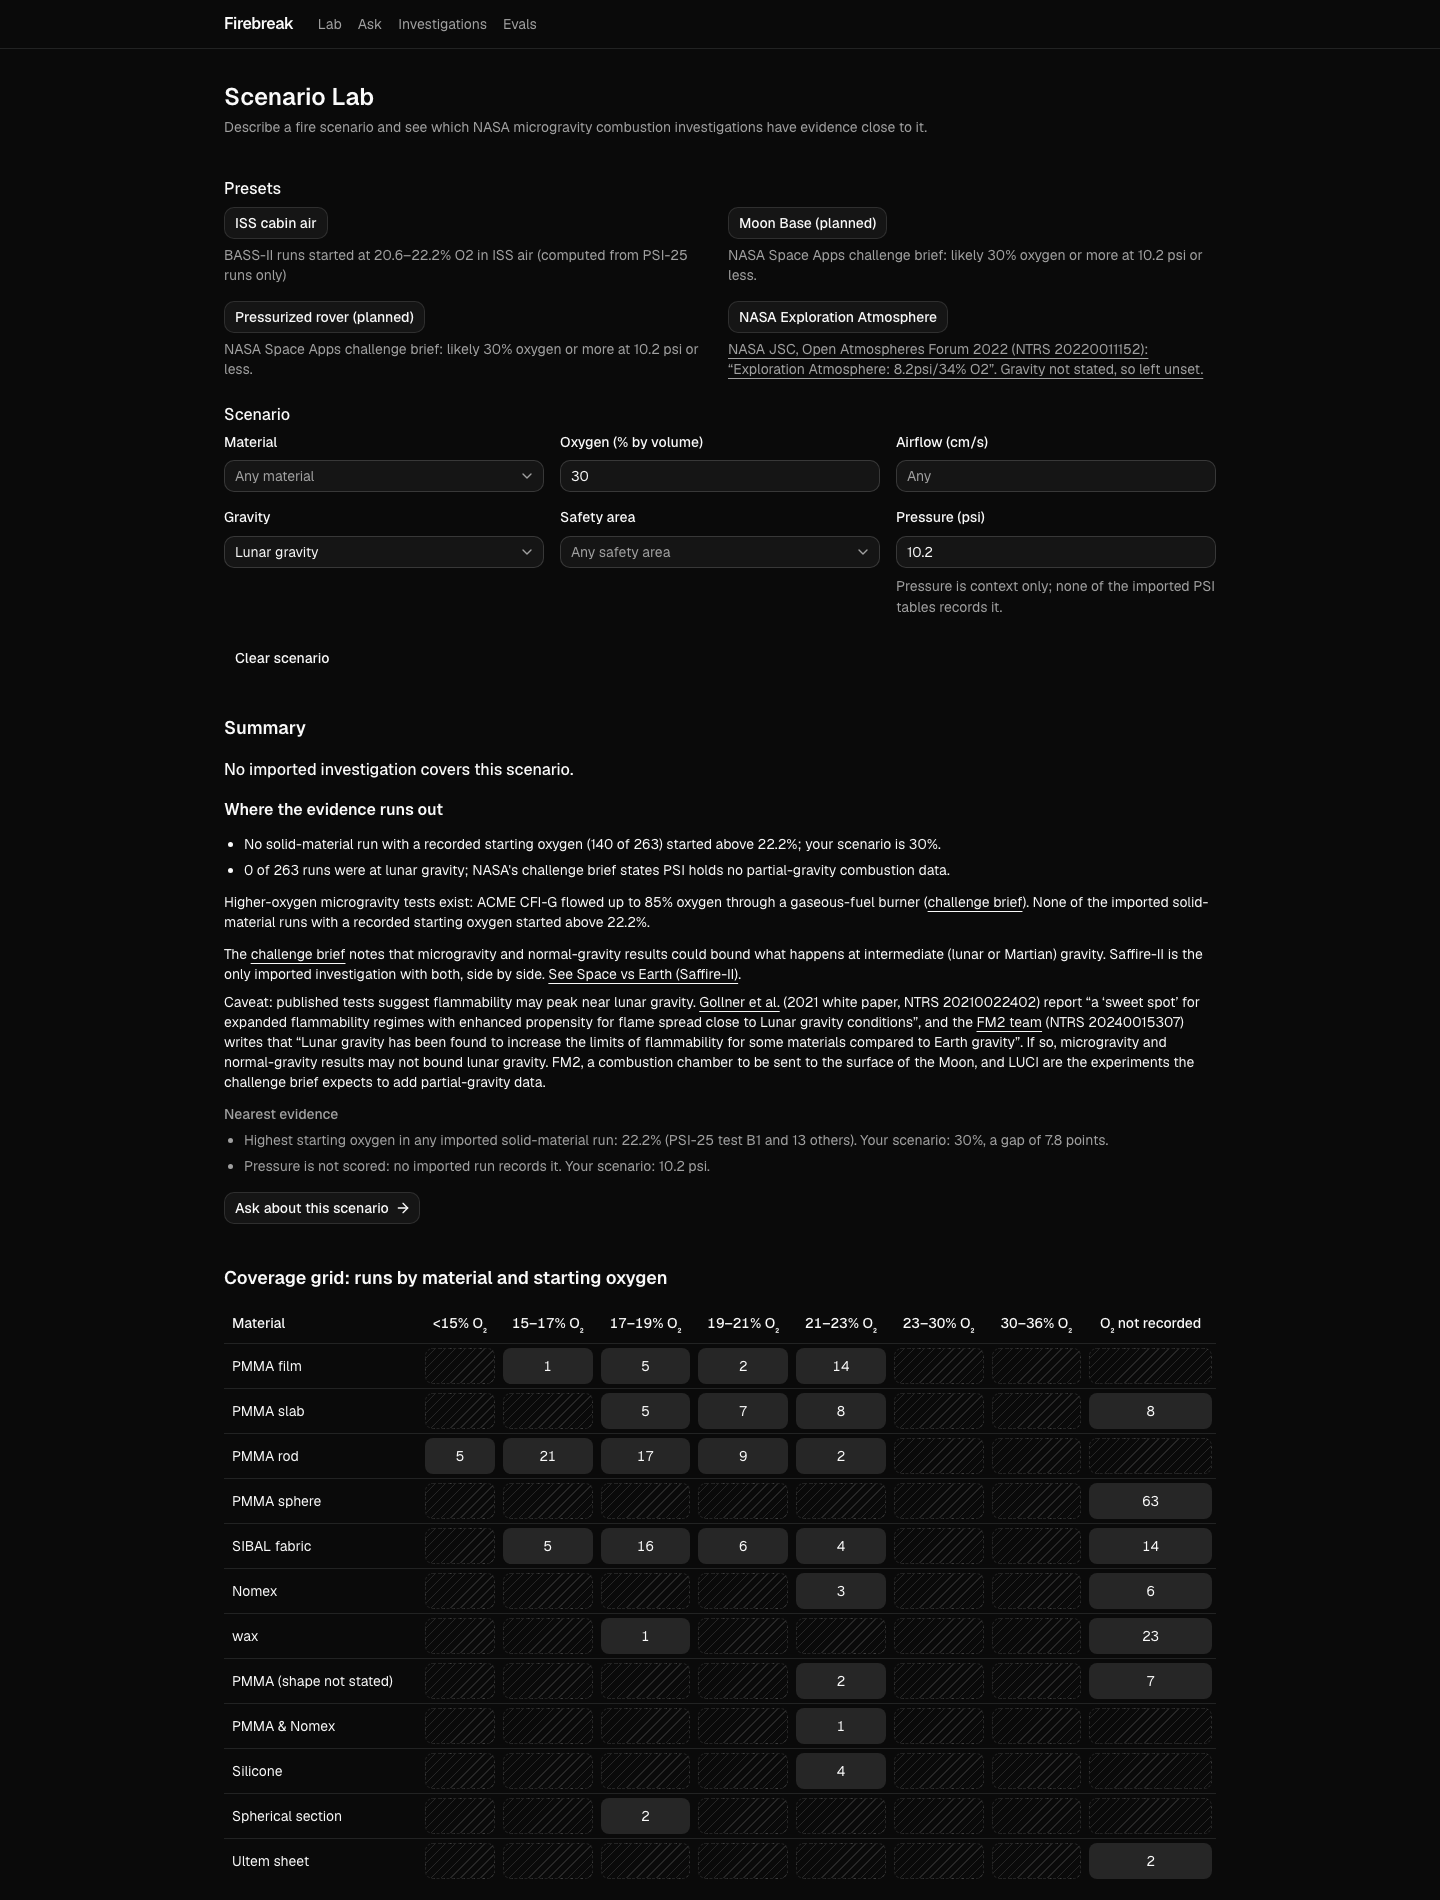 Firebreak Lab Ask Investigations Evals
Scenario Lab
Describe a fire scenario and see which NASA microgravity combustion investigations have evidence close to it.
Presets
ISS cabin air
BASS-II runs started at 20.6–22.2% O2 in ISS air (computed from PSI-25
runs only)
Moon Base (planned)
NASA Space Apps challenge brief: likely 30% oxygen or more at 10.2 psi or
less.
Pressurized rover (planned)
NASA Space Apps challenge brief: likely 30% oxygen or more at 10.2 psi or
less.
NASA Exploration Atmosphere
NASA JSC, Open Atmospheres Forum 2022 (NTRS 20220011152):
“Exploration Atmosphere: 8.2psi/34% O2”. Gravity not stated, so left unset.
Scenario
Material
Any material
Oxygen (% by volume)
30
Airflow (cm/s)
Any
Gravity
Lunar gravity
Safety area
Any safety area
Pressure (psi)
10.2
Pressure is context only; none of the imported PSI
tables records it.
Clear scenario
Summary
No imported investigation covers this scenario.
Where the evidence runs out
• No solid-material run with a recorded starting oxygen (140 of 263) started above 22.2%; your scenario is 30%.
• 0 of 263 runs were at lunar gravity; NASA's challenge brief states PSI holds no partial-gravity combustion data.
Higher-oxygen microgravity tests exist: ACME CFI-G flowed up to 85% oxygen through a gaseous-fuel burner (challenge brief). None of the imported solid-
material runs with a recorded starting oxygen started above 22.2%.
The challenge brief notes that microgravity and normal-gravity results could bound what happens at intermediate (lunar or Martian) gravity. Saffire-II is the
only imported investigation with both, side by side. See Space vs Earth (Saffire-II).
Caveat: published tests suggest flammability may peak near lunar gravity. Gollner et al. (2021 white paper, NTRS 20210022402) report “a ‘sweet spot’ for
expanded flammability regimes with enhanced propensity for flame spread close to Lunar gravity conditions”, and the FM2 team (NTRS 20240015307)
writes that “Lunar gravity has been found to increase the limits of flammability for some materials compared to Earth gravity”. If so, microgravity and
normal-gravity results may not bound lunar gravity. FM2, a combustion chamber to be sent to the surface of the Moon, and LUCI are the experiments the
challenge brief expects to add partial-gravity data.
Nearest evidence
• Highest starting oxygen in any imported solid-material run: 22.2% (PSI-25 test B1 and 13 others). Your scenario: 30%, a gap of 7.8 points.
• Pressure is not scored: no imported run records it. Your scenario: 10.2 psi.
Ask about this scenario →
Coverage grid: runs by material and starting oxygen
Material <15% O₂ 15–17% O₂ 17–19% O₂ 19–21% O₂ 21–23% O₂ 23–30% O₂ 30–36% O₂ O₂ not recorded
PMMA film 1 5 2 14
PMMA slab 5 7 8 8
PMMA rod 5 21 17 9 2
PMMA sphere 63
SIBAL fabric 5 16 6 4 14
Nomex 3 6
wax 1 23
PMMA (shape not stated) 2 7
PMMA & Nomex 1
Silicone 4
Spherical section 2
Ultem sheet 2